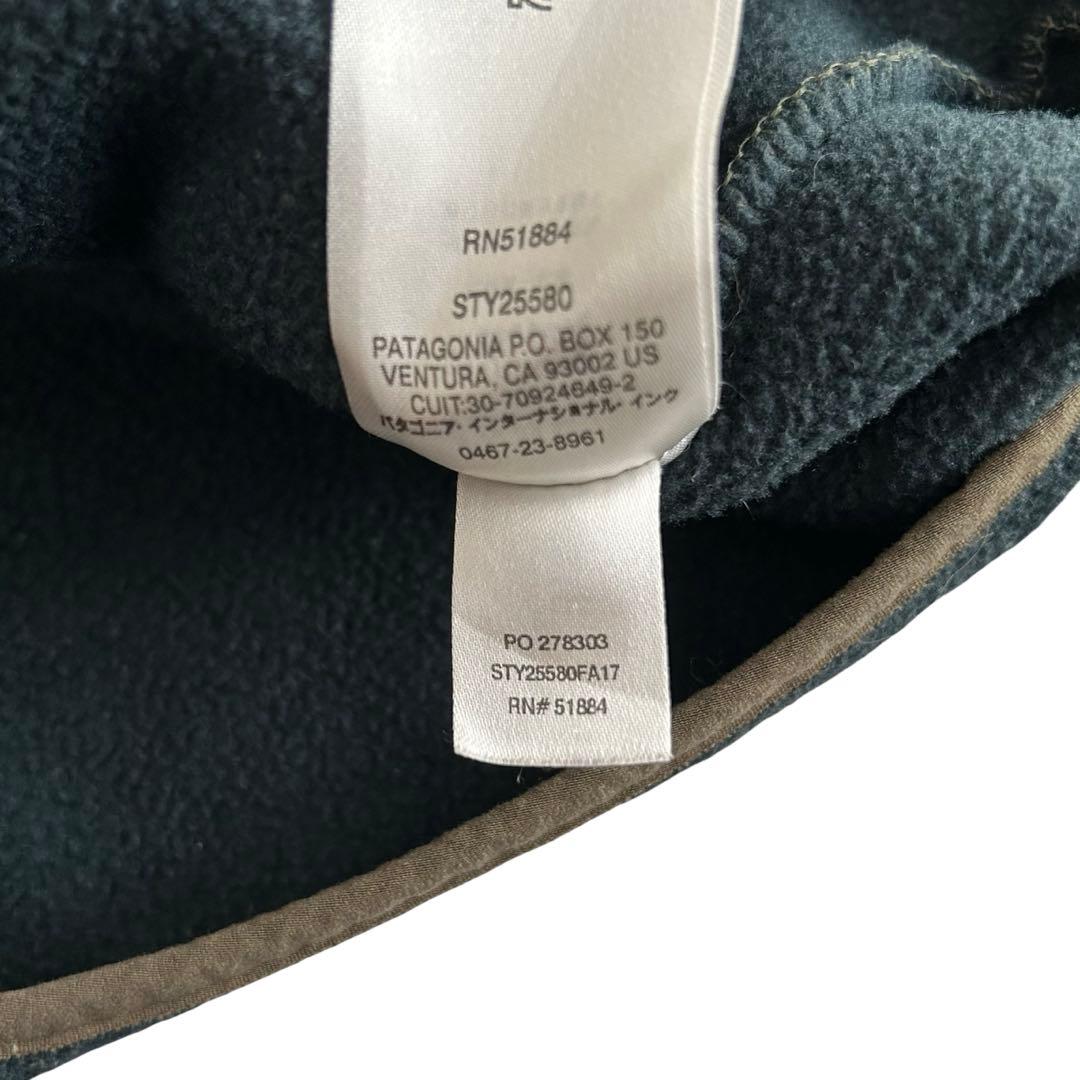 RN51884
STY25580
PATAGONIA P.O. BOX 150
VENTURA, CA 93002 US
CUIT:30-70924649-2
パタゴニア・インターナショナル・インク
0467-23-8961
PO 278303
STY25580FA17
RN# 51884